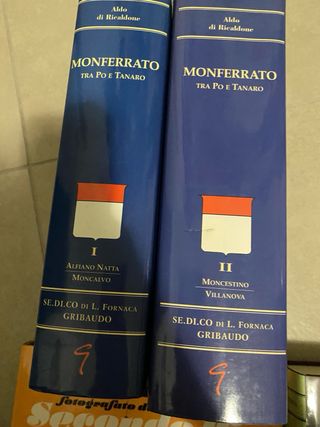 Aldo
di Ricaldone
MONFERRATO
TRA PO E TANARO
I
ALFIANO NATTA
MONCALVO
SE.DI.CO DI L. FORNACA
GRIBAUDO
Aldo
di Ricaldone
MONFERRATO
TRA PO E TANARO
II
MONCESTINO
VILLANOVA
SE.DI.CO DI L. FORNACA
GRIBAUDO
fotografato d